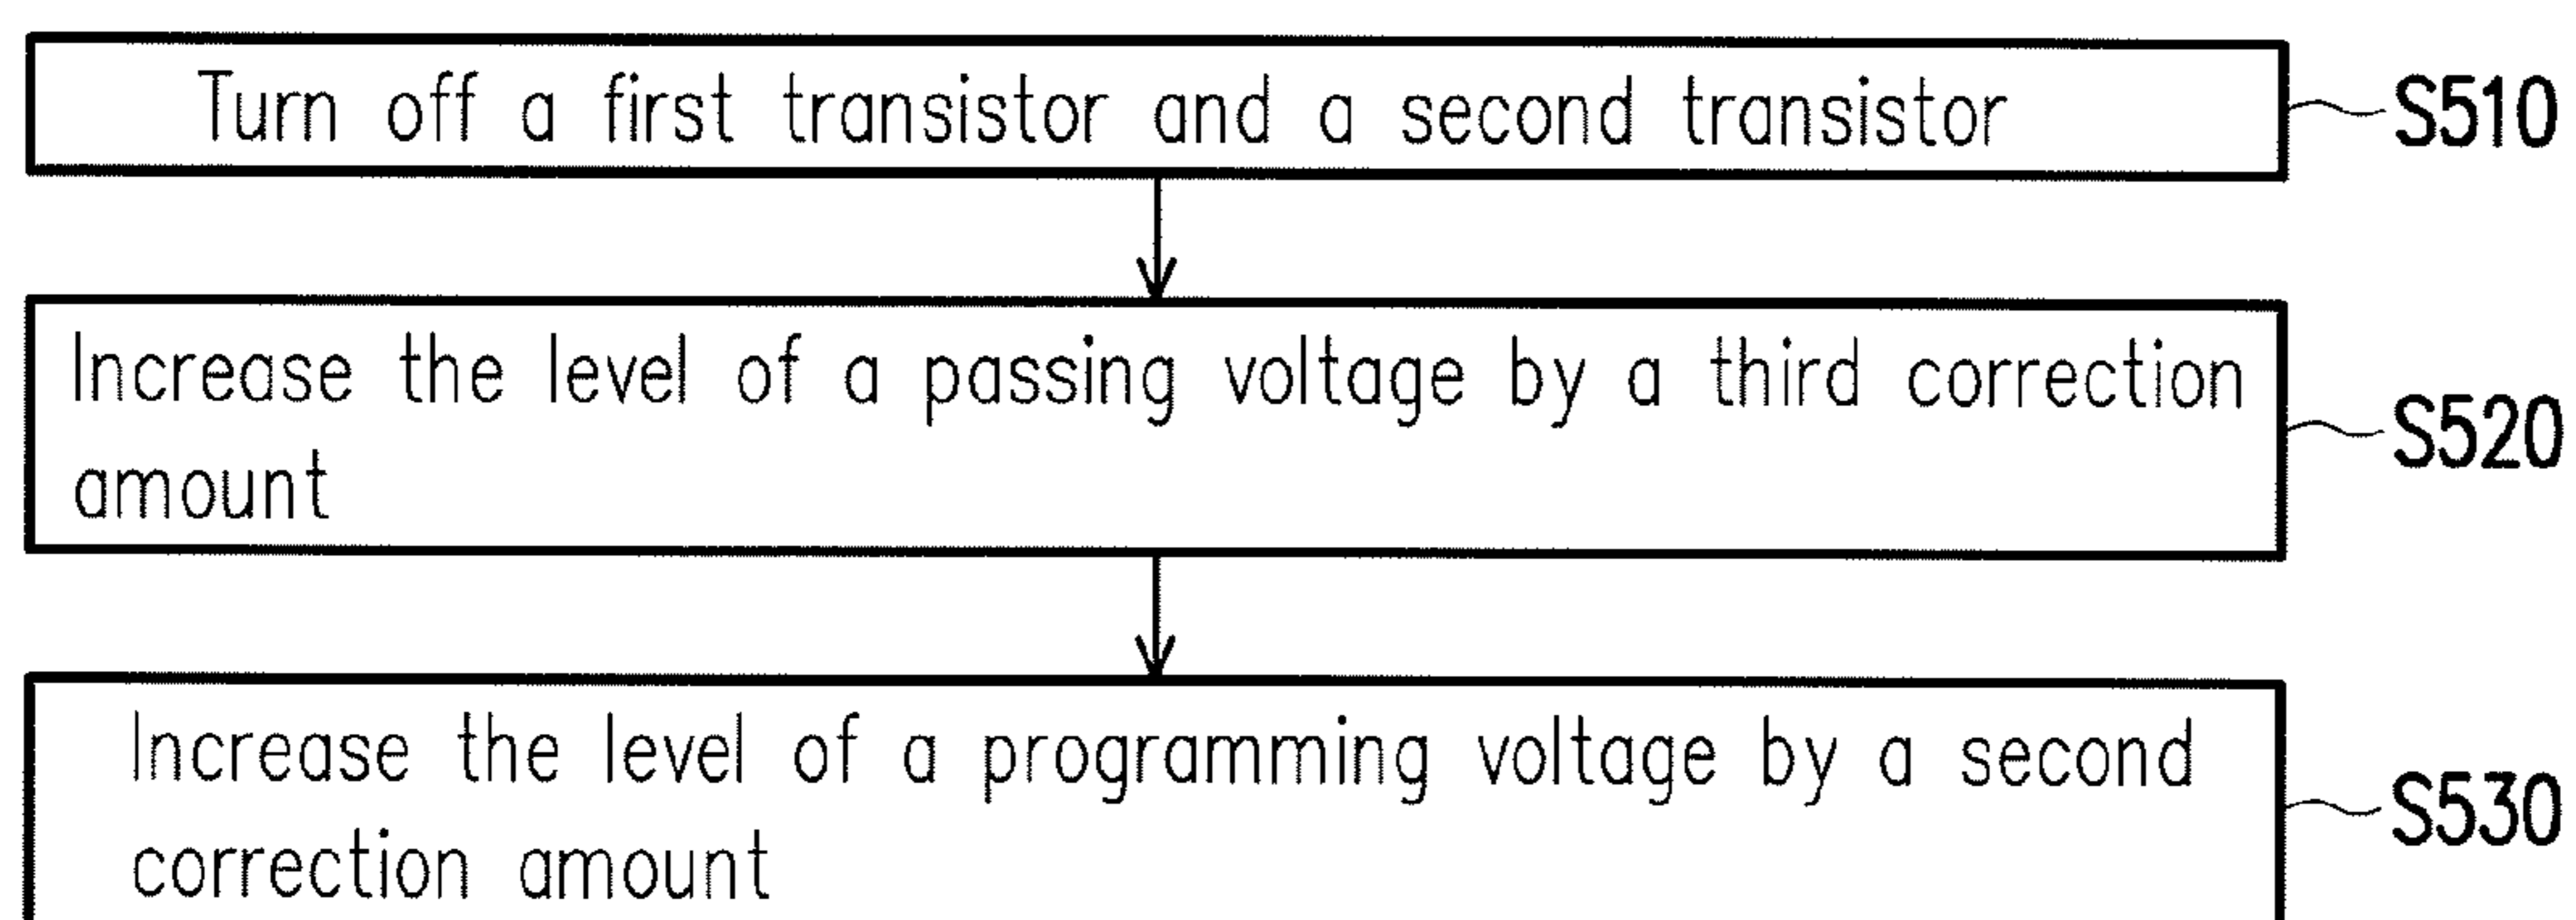 Turn off a first transistor and a second transistor
S510
Increase the level of a passing voltage by a third correction
amount
S520
Increase the level of a programming voltage by a second
correction amount
S530